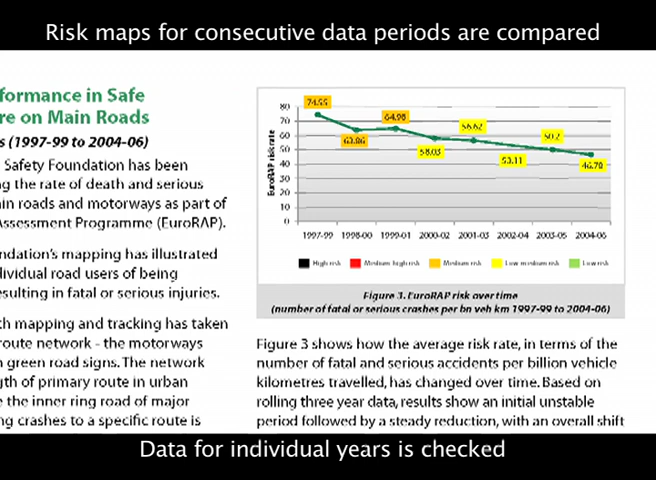 Risk maps for consecutive data periods are compared
formance in Safe
re on Main Roads
s (1997-99 to 2004-06)
Safety Foundation has been
ng the rate of death and serious
ain roads and motorways as part of
Assessment Programme (EuroRAP).
undation's mapping has illustrated
dividual road users of being
esulting in fatal or serious injuries.
th mapping and tracking has taken
route network - the motorways
n green road signs. The network
gth of primary route in urban
e the inner ring road of major
ng crashes to a specific route is
EuroRAP risk rate
80
70
60
50
40
30
20
10
0
74.55
63.86
64.98
58.03
56.62
53.11
50.2
46.78
1997-99
1998-00
1999-01
2000-02
2001-03
2002-04
2003-05
2004-06
High risk
Medium high risk
Medium risk
Low medium risk
Low risk
Figure 3. EuroRAP risk over time
(number of fatal or serious crashes per bn veh km 1997-99 to 2004-06)
Figure 3 shows how the average risk rate, in terms of the
number of fatal and serious accidents per billion vehicle
kilometres travelled, has changed over time. Based on
rolling three year data, results show an initial unstable
period followed by a steady reduction, with an overall shift
Data for individual years is checked